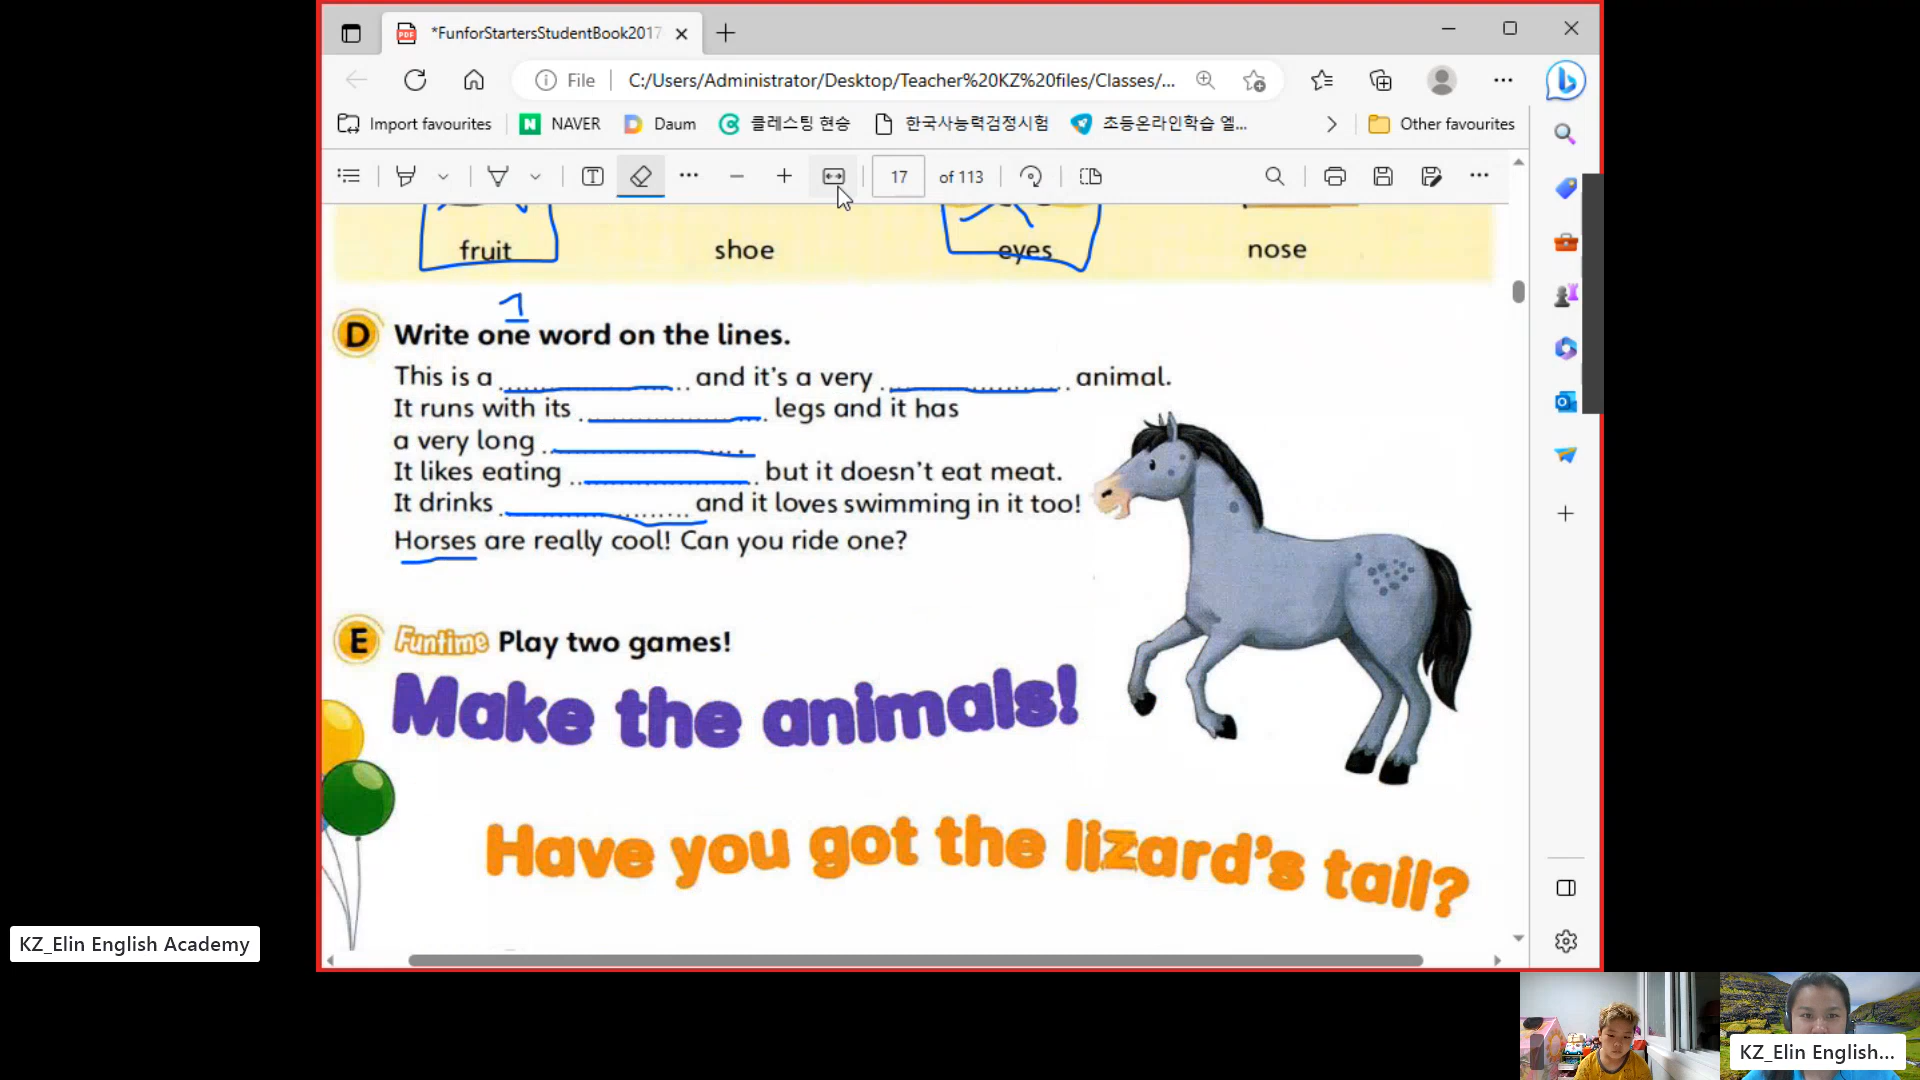 *FunforStartersStudentBook2017
File C:/Users/Administrator/Desktop/Teacher%20KZ%20files/Classes/...
Import favourites NAVER Daum 클레스팅 현승 한국사능력검정시험 초등온라인학습 엘... Other favourites
17 of 113
fruit shoe eyes nose
1
D Write one word on the lines.
This is a .................... and it's a very .................... animal.
It runs with its .................... legs and it has
a very long .................... .
It likes eating .................... but it doesn't eat meat.
It drinks .................... and it loves swimming in it too!
Horses are really cool! Can you ride one?
E Funtime Play two games!
Make the animals!
Have you got the lizard's tail?
KZ_Elin English Academy
KZ_Elin English...